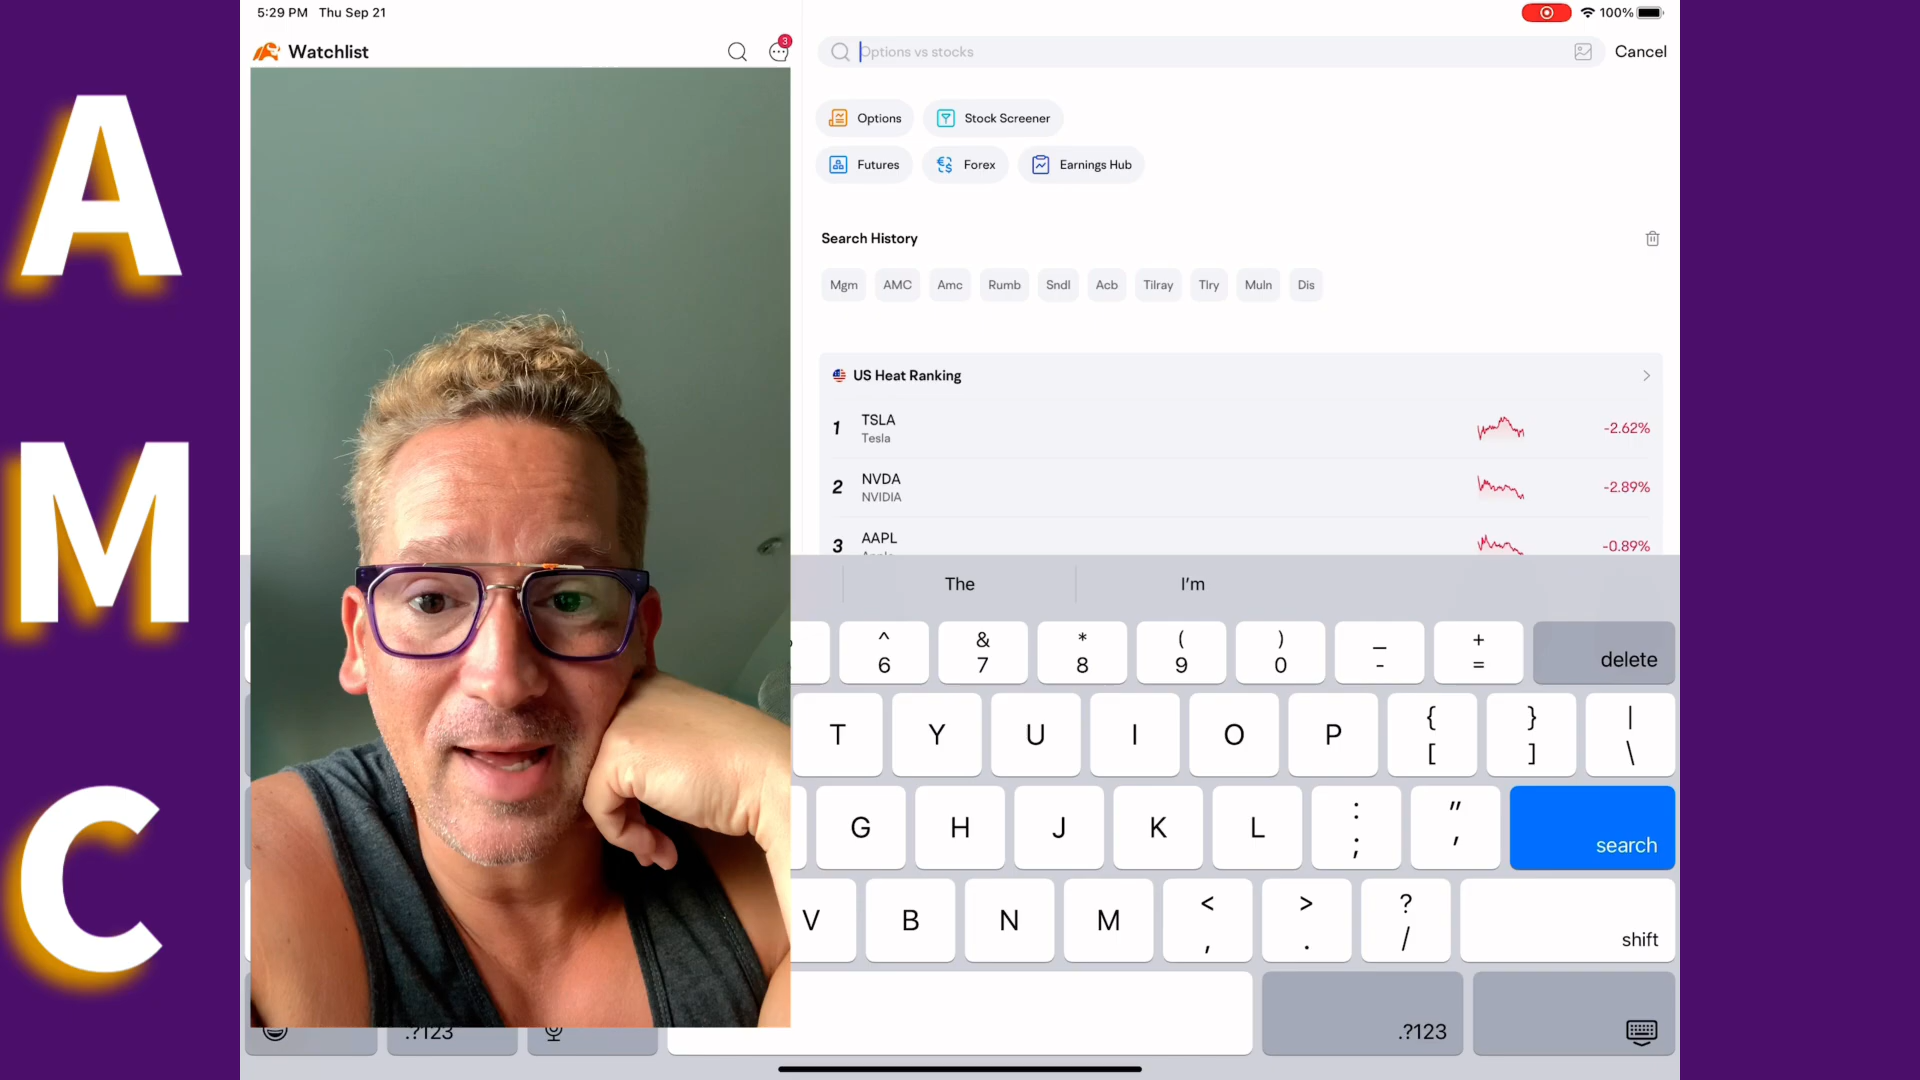 A
M
C
5:29 PM Thu Sep 21
100%
Watchlist
3
Options vs stocks
Cancel
Options
Stock Screener
Futures
Forex
Earnings Hub
Search History
Mgm
AMC
Amc
Rumb
Sndl
Acb
Tilray
Tlry
Muln
Dis
US Heat Ranking
1 TSLA -2.62%
Tesla
2 NVDA -2.89%
NVIDIA
3 AAPL -0.89%
The
I'm
^ & * ( ) _ +
6 7 8 9 0 - = delete
T Y U I O P { [ } ] | \
G H J K L : ; " ' search
V B N M < , > . ? / shift
.?123 .?123